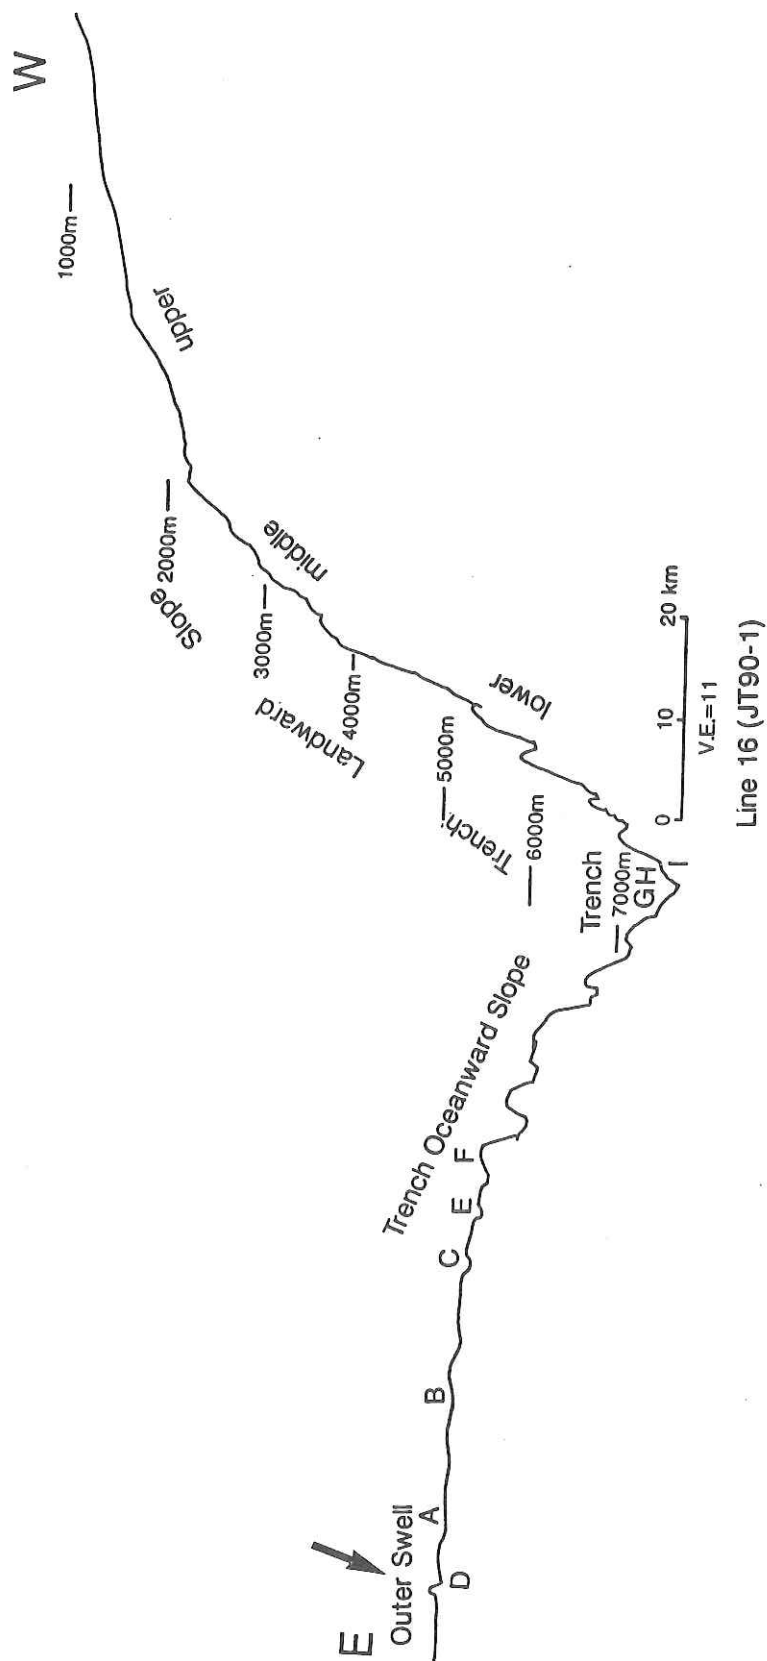 W
1000m
upper
Slope
2000m
middle
3000m
Landward
4000m
E
Outer Swell
D
A
B
C
E
F
Trench Oceanward Slope
Trench
5000m
lower
6000m
Trench
7000m
GH
I
0 10 20 km
V.E.=11
Line 16 (JT90-1)